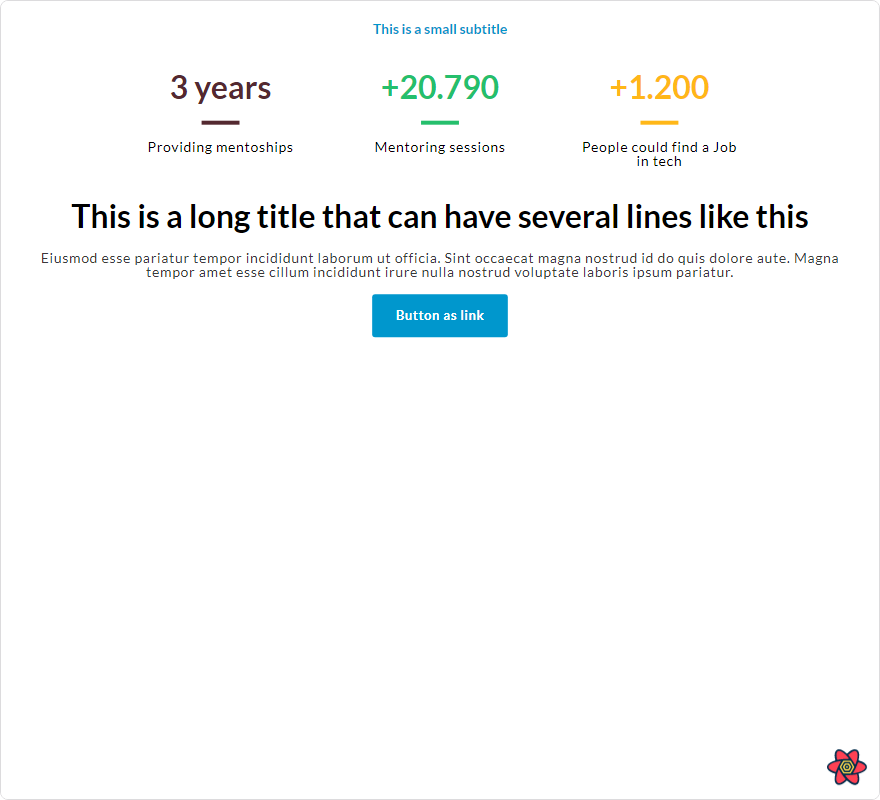 This is a small subtitle
3 years
+20.790
+1.200
Providing mentoships
Mentoring sessions
People could find a Job
in tech
This is a long title that can have several lines like this
Eiusmod esse pariatur tempor incididunt laborum ut officia. Sint occaecat magna nostrud id do quis dolore aute. Magna
tempor amet esse cillum incididunt irure nulla nostrud voluptate laboris ipsum pariatur.
Button as link